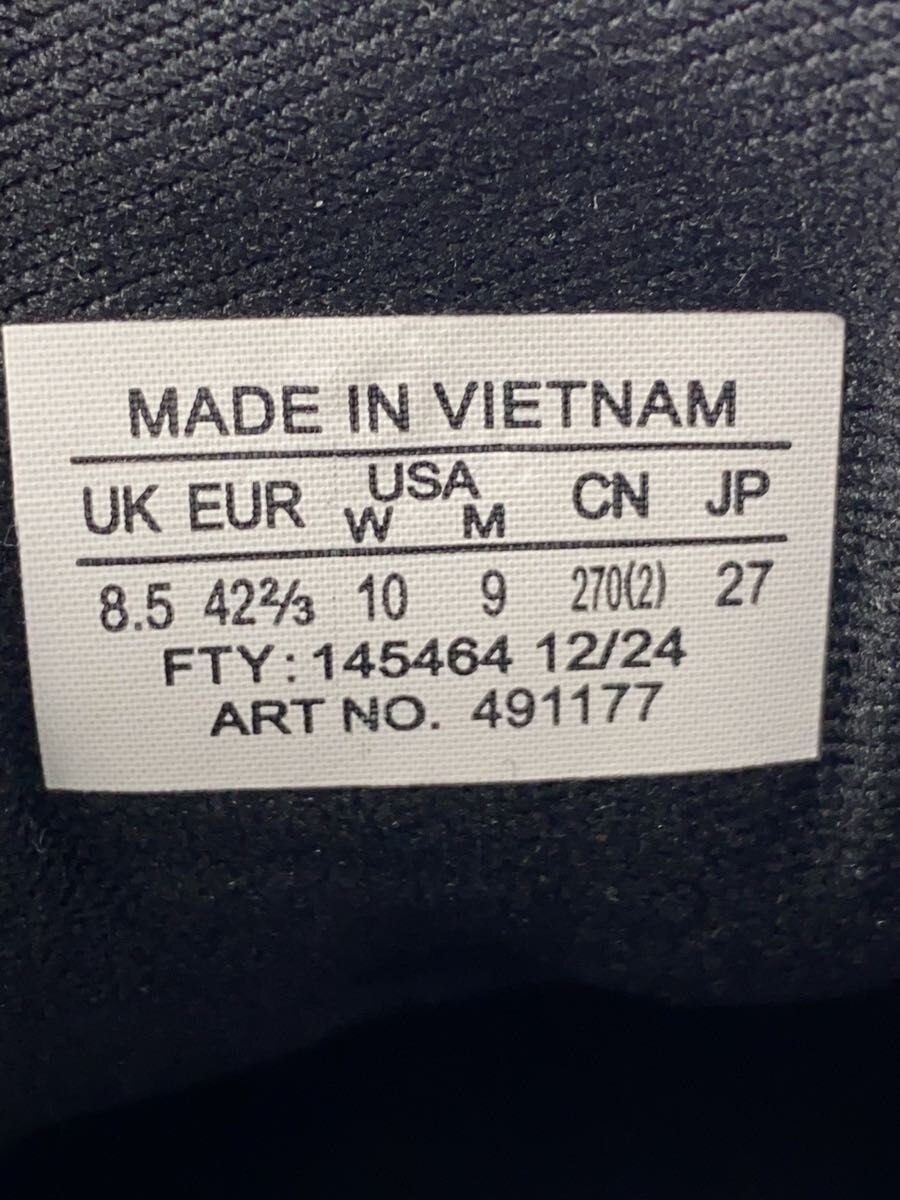 MADE IN VIETNAM
UK EUR USA CN JP
W M
8.5 42⅔ 10 9 270(2) 27
FTY: 145464 12/24
ART NO. 491177